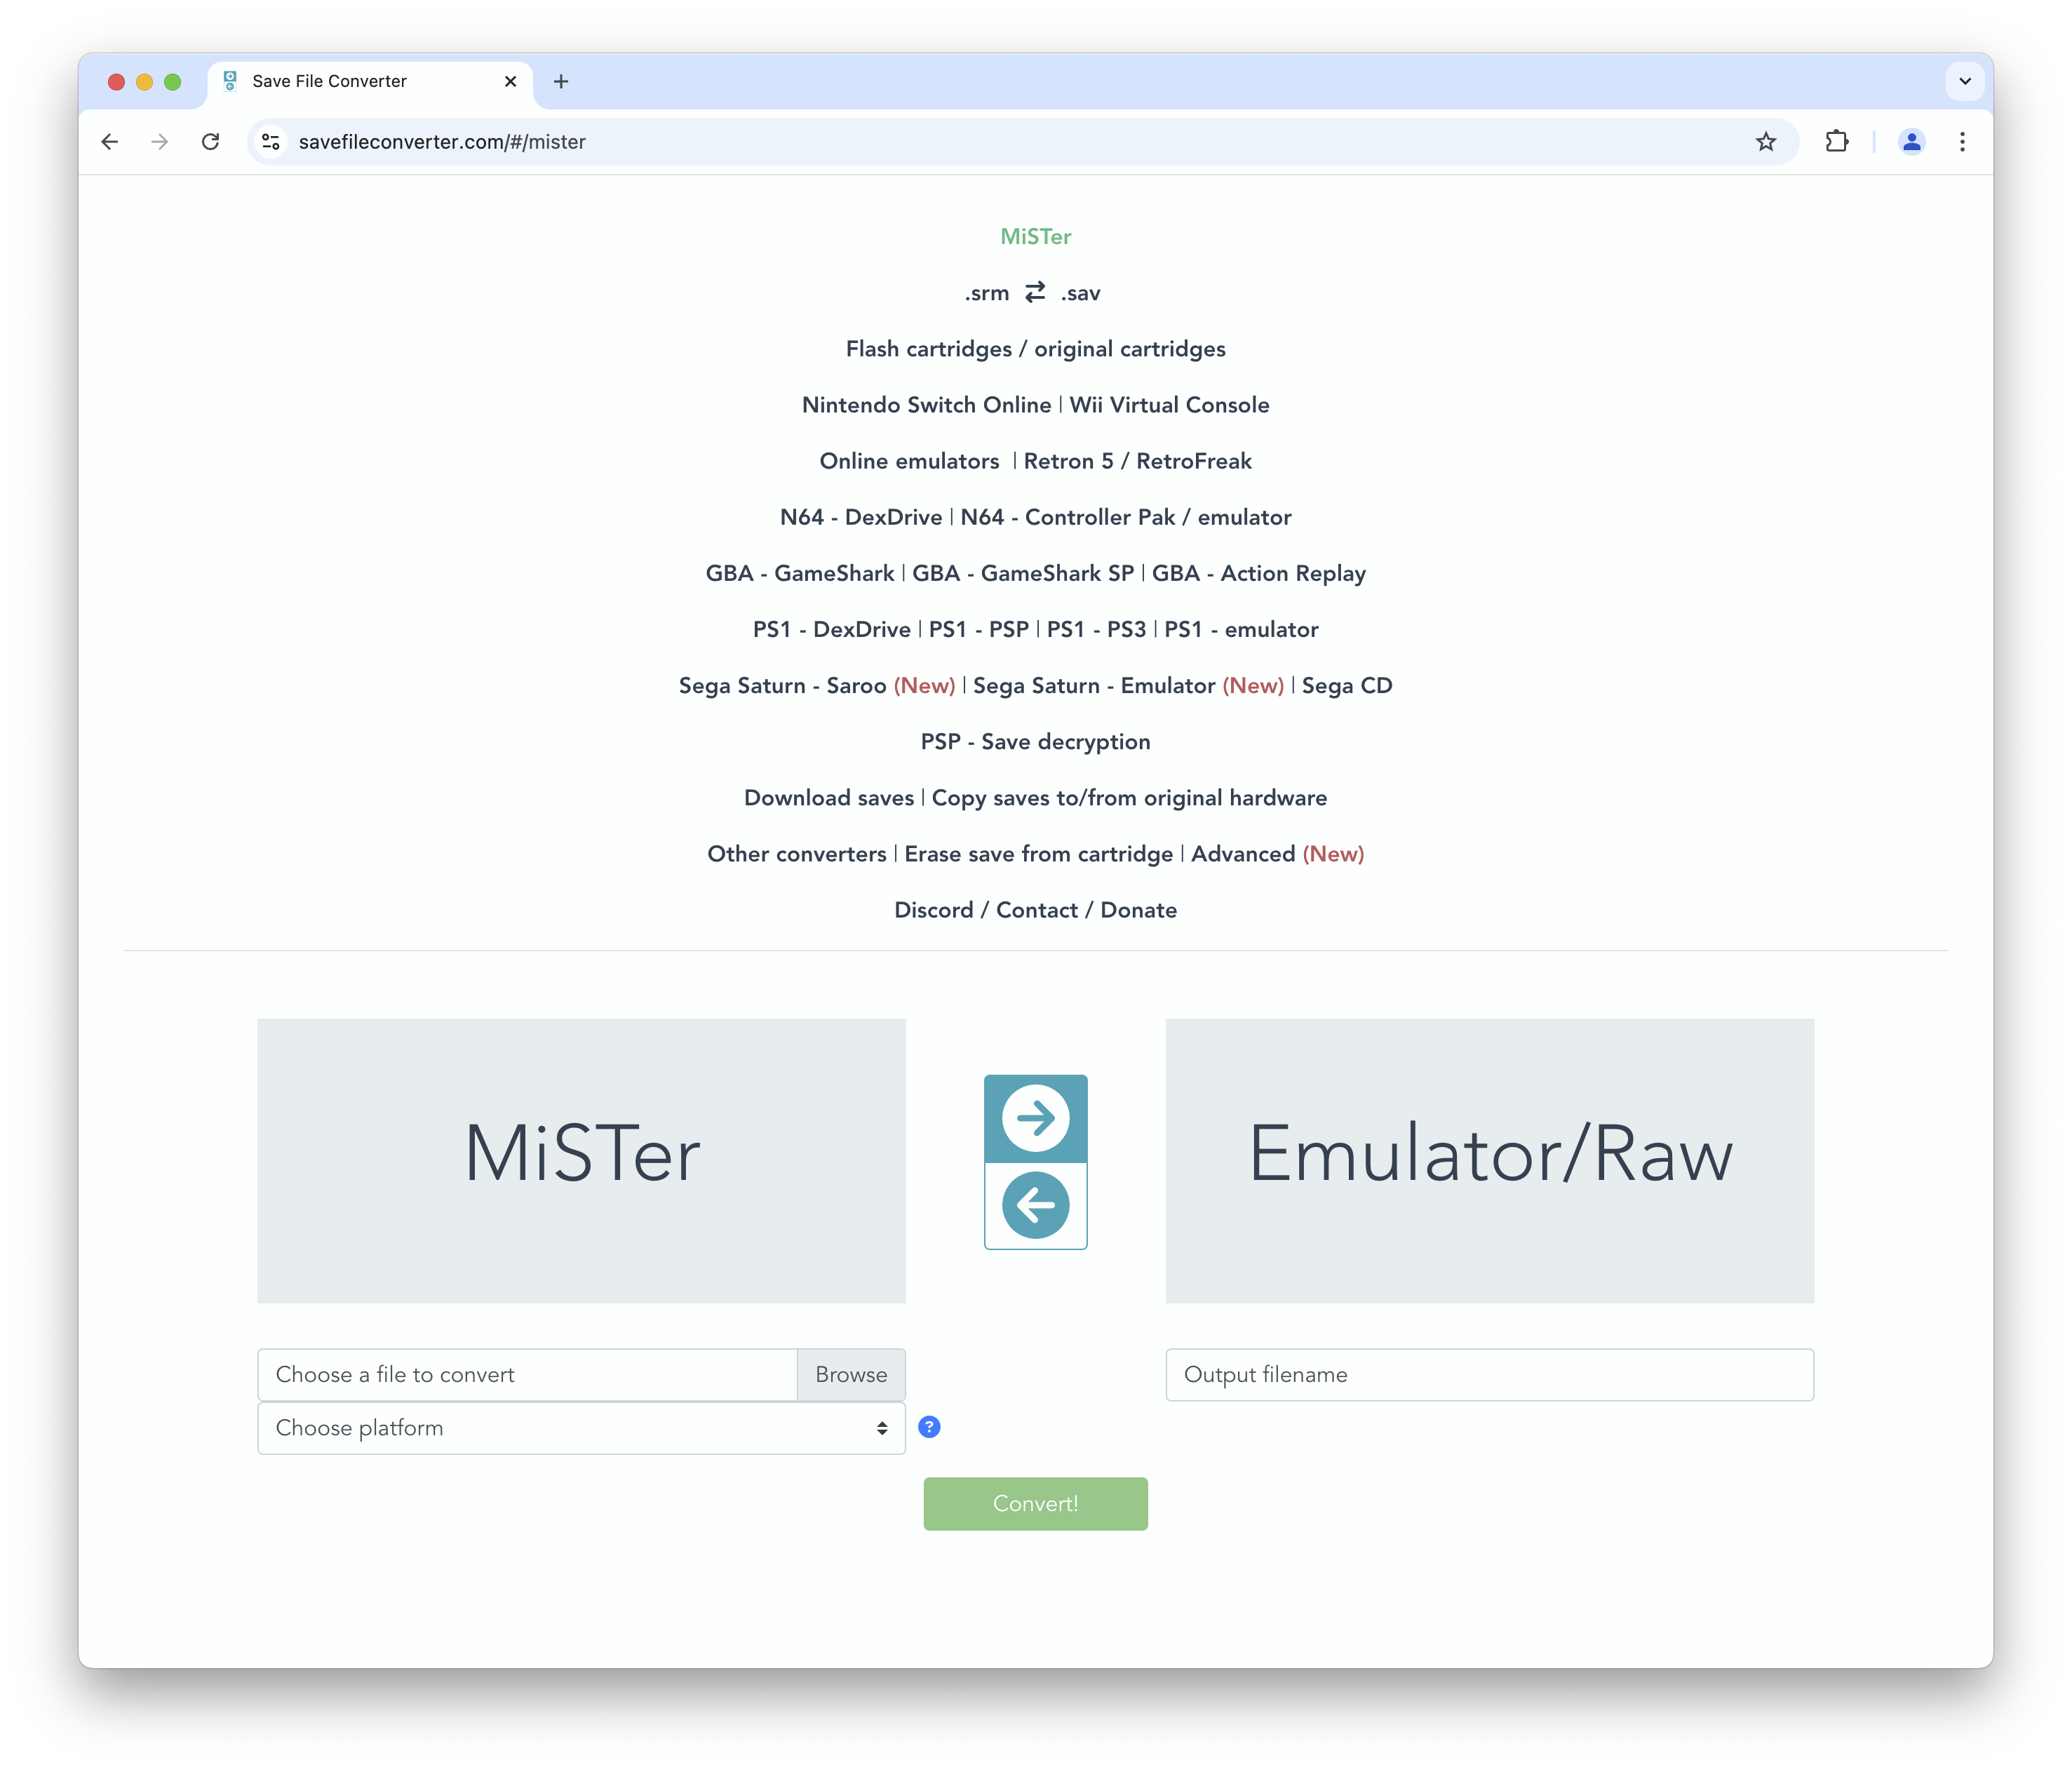 Save File Converter
savefileconverter.com/#/mister
MiSTer
.srm ⇄ .sav
Flash cartridges / original cartridges
Nintendo Switch Online | Wii Virtual Console
Online emulators | Retron 5 / RetroFreak
N64 - DexDrive | N64 - Controller Pak / emulator
GBA - GameShark | GBA - GameShark SP | GBA - Action Replay
PS1 - DexDrive | PS1 - PSP | PS1 - PS3 | PS1 - emulator
Sega Saturn - Saroo (New) | Sega Saturn - Emulator (New) | Sega CD
PSP - Save decryption
Download saves | Copy saves to/from original hardware
Other converters | Erase save from cartridge | Advanced (New)
Discord / Contact / Donate
MiSTer
Emulator/Raw
Choose a file to convert Browse
Output filename
Choose platform
?
Convert!